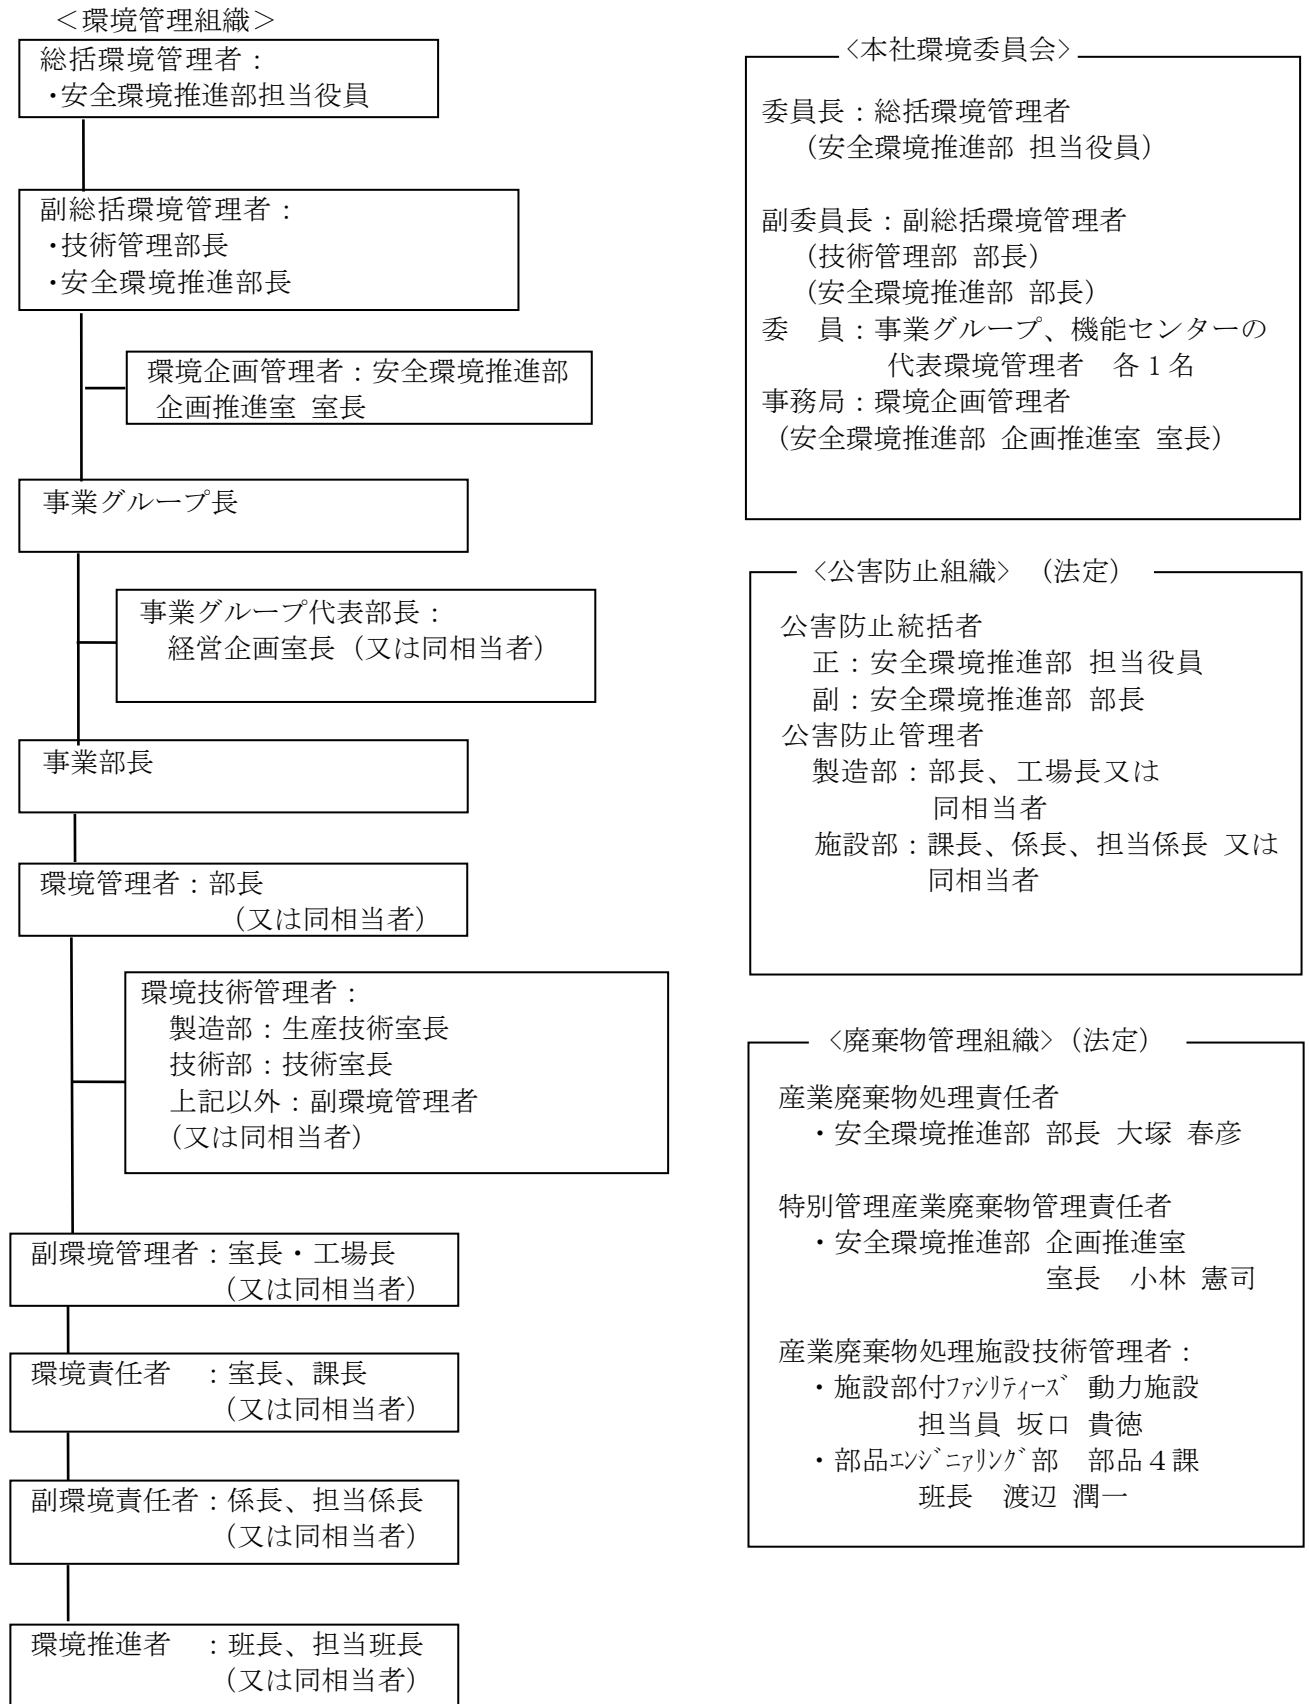 ＜環境管理組織＞
総括環境管理者：
・安全環境推進部担当役員
副総括環境管理者：
・技術管理部長
・安全環境推進部長
環境企画管理者：安全環境推進部
企画推進室 室長
事業グループ長
事業グループ代表部長：
経営企画室長（又は同相当者）
事業部長
環境管理者：部長
（又は同相当者）
環境技術管理者：
製造部：生産技術室長
技術部：技術室長
上記以外：副環境管理者
（又は同相当者）
副環境管理者：室長・工場長
（又は同相当者）
環境責任者　：室長、課長
（又は同相当者）
副環境責任者：係長、担当係長
（又は同相当者）
環境推進者　：班長、担当班長
（又は同相当者）
〈本社環境委員会〉
委員長：総括環境管理者
（安全環境推進部 担当役員）
副委員長：副総括環境管理者
（技術管理部 部長）
（安全環境推進部 部長）
委　員：事業グループ、機能センターの
代表環境管理者　各１名
事務局：環境企画管理者
（安全環境推進部 企画推進室 室長）
〈公害防止組織〉（法定）
公害防止統括者
正：安全環境推進部 担当役員
副：安全環境推進部 部長
公害防止管理者
製造部：部長、工場長又は
同相当者
施設部：課長、係長、担当係長 又は
同相当者
〈廃棄物管理組織〉（法定）
産業廃棄物処理責任者
・安全環境推進部 部長 大塚 春彦
特別管理産業廃棄物管理責任者
・安全環境推進部 企画推進室
室長　小林 憲司
産業廃棄物処理施設技術管理者：
・施設部付ﾌｧｼﾘﾃｨｰｽﾞ 動力施設
担当員 坂口 貴徳
・部品ｴﾝｼﾞﾆｱﾘﾝｸﾞ部　部品４課
班長　渡辺 潤一